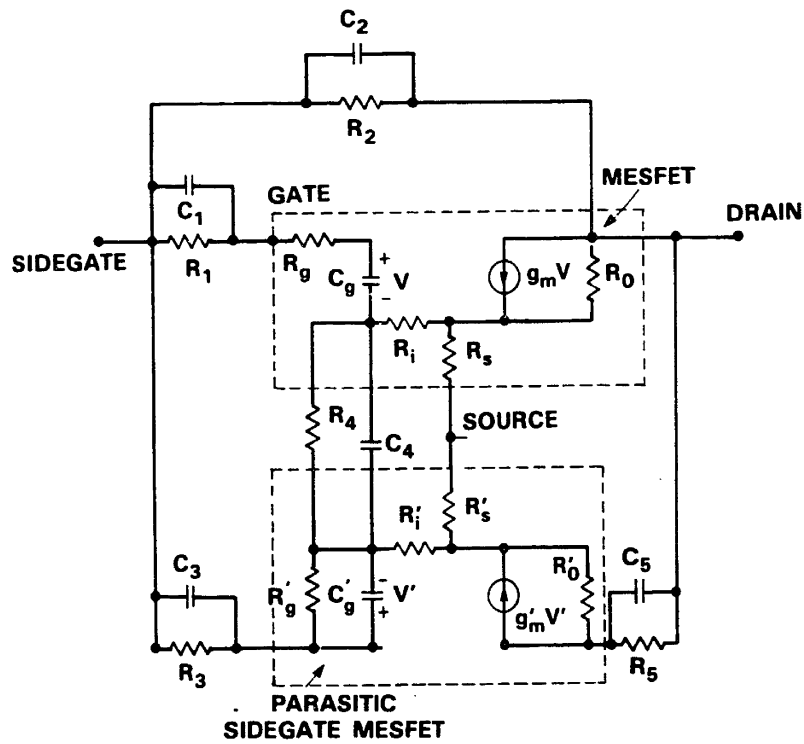 C2
R2
MESFET
GATE
DRAIN
C1
SIDEGATE
R1
Rg
Cg
+
V
-
gmV
R0
Ri
Rs
R4
C4
SOURCE
R's
R'i
C3
R'g
C'g
-
V'
+
g'mV'
R'0
C5
R3
R5
PARASITIC
SIDEGATE MESFET